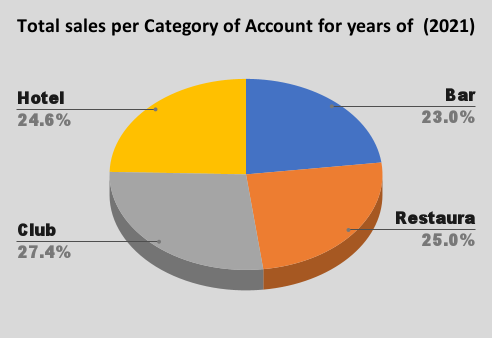 Total sales per Category of Account for years of (2021)
Hotel
24.6%
Bar
23.0%
Club
27.4%
Restaura
25.0%